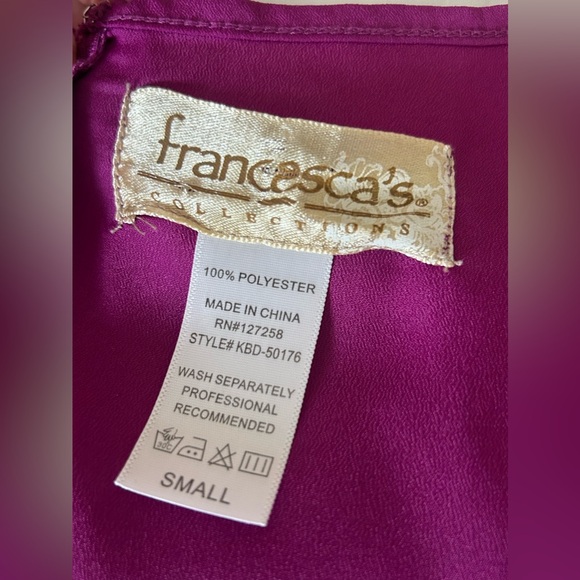 francesca's®
COLLECTIONS
100% POLYESTER
MADE IN CHINA
RN#127258
STYLE# KBD-50176
WASH SEPARATELY
PROFESSIONAL
RECOMMENDED
SMALL